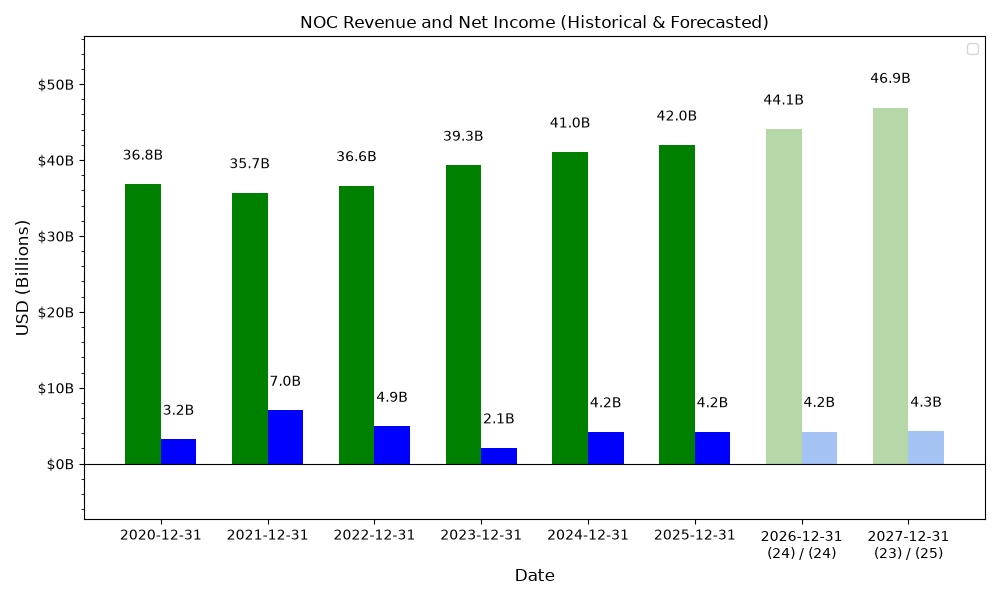 NOC Revenue and Net Income (Historical & Forecasted)
USD (Billions)
$50B
$40B
$30B
$20B
$10B
$0B
36.8B
3.2B
35.7B
7.0B
36.6B
4.9B
39.3B
2.1B
41.0B
4.2B
42.0B
4.2B
44.1B
4.2B
46.9B
4.3B
2020-12-31
2021-12-31
2022-12-31
2023-12-31
2024-12-31
2025-12-31
2026-12-31
(24) / (24)
2027-12-31
(23) / (25)
Date